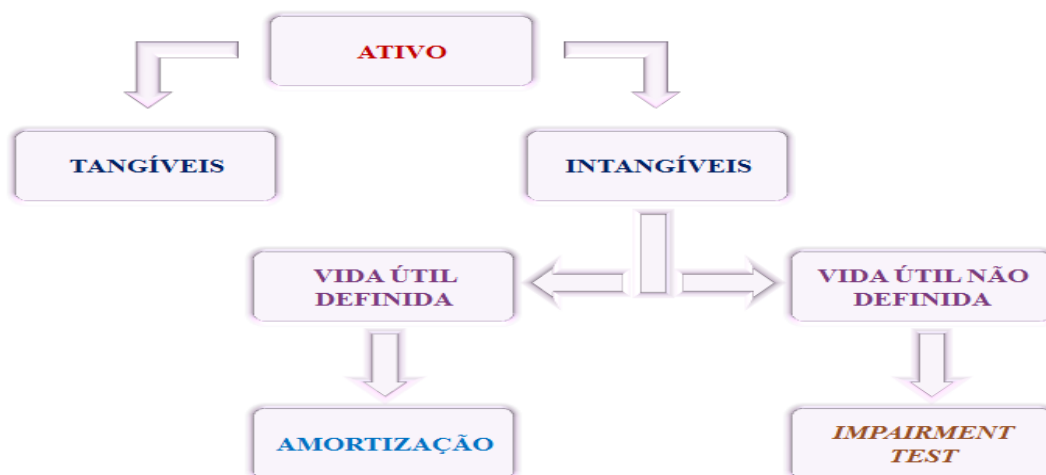 ATIVO
TANGÍVEIS
INTANGÍVEIS
VIDA ÚTIL
DEFINIDA
VIDA ÚTIL NÃO
DEFINIDA
AMORTIZAÇÃO
IMPAIRMENT
TEST